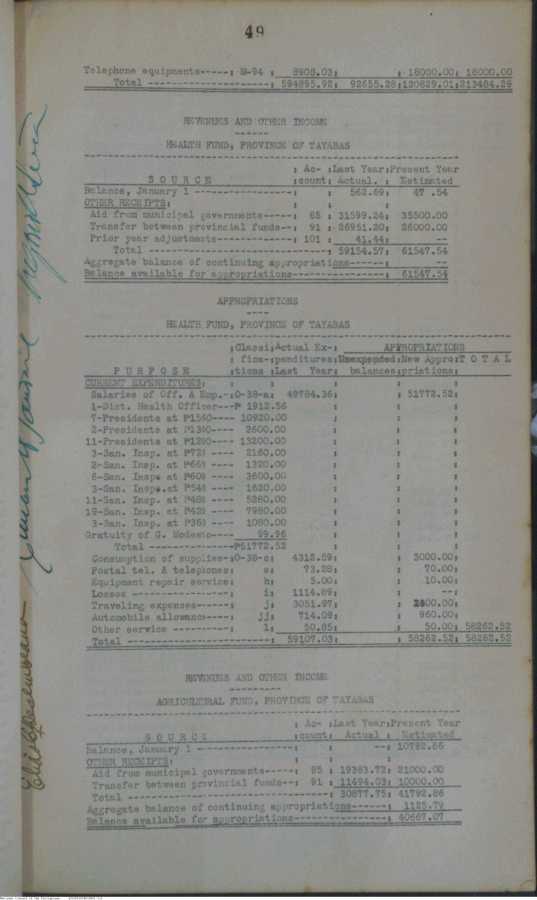 49
Telephone equipments-----: M-94 : 8908.03: : 18000.00: 18000.00
Total ------------------: 594895.92: 92655.28:120829.01:213484.29
REVENUES AND OTHER INCOME
HEALTH FUND, PROVINCE OF TAYABAS
: Ac- :Last Year:Present Year
S O U R C E :count: Actual. : Estimated
Balance, January 1 -----------------: : 562.69: 47 .54
OTHER RECEIPTS: : : :
Aid from municipal governments-----: 85 : 31599.24: 35500.00
Transfer between provincial funds--: 91 : 26951.20: 26000.00
Prior year adjustments-------------: 101 : 41.44: --
Total ------------------------------: 59154.57: 61547.54
Aggregate balance of continuing appropriations------: --
Balance available for appropriations----------------: 61547.54
APPROPRIATIONS
HEALTH FUND, PROVINCE OF TAYABAS
:Classi:Actual Ex-: APPROPRIATIONS
: fica-:penditures:Unexpended:New Appro:T O T A L
P U R P O S E :tions :Last Year: balances:priations:
CURRENT EXPENDITURES: : : : :
Salaries of Off. & Emp.-:O-38-a: 49784.36: : 51772.52:
1-Dist. Health Officer---P 1912.56
7-Presidents at P1560---- 10920.00
2-Presidents at P1300---- 2600.00
11-Presidents at P1200--- 13200.00
3-San. Insp. at P720 ---- 2160.00
2-San. Insp. at P660 ---- 1320.00
6-San. Insp. at P600 ---- 3600.00
3-San. Insp. at P540 ---- 1620.00
11-San. Insp. at P480 --- 5280.00
19-San. Insp. at P420 --- 7980.00
3-San. Insp. at P360 ---- 1080.00
Gratuity of G. Modesto---- 99.96
Total --------------P51772.52
Consumption of supplies-:O-38-c: 4312.59: : 3000.00:
Postal tel. & telephones: e: 73.28: : 70.00:
Equipment repair service: h: 5.00: : 10.00:
Losses -----------------: i: 1114.89: : --:
Traveling expenses------: j: 3051.97: : 2400.00:
Automobile allowance----: jj: 714.09: : 960.00:
Other service ----------: l: 50.85: : 50.00: 58262.52
Total ------------------: 59107.03: : 58262.52: 58262.52
REVENUES AND OTHER INCOME
AGRICULTURAL FUND, PROVINCE OF TAYABAS
: Ac- :Last Year:Present Year
S O U R C E :count: Actual : Estimated
Balance, January 1 -----------------: : --: 10792.86
OTHER RECEIPTS: : : :
Aid from municipal governments-----: 85 : 19383.72: 21000.00
Transfer between provincial funds--: 91 : 11494.03: 10000.00
Total ------------------------------: 30877.75: 41792.86
Aggregate balance of continuing appropriations------: 1125.79
Balance available for appropriations----------------: 40667.07